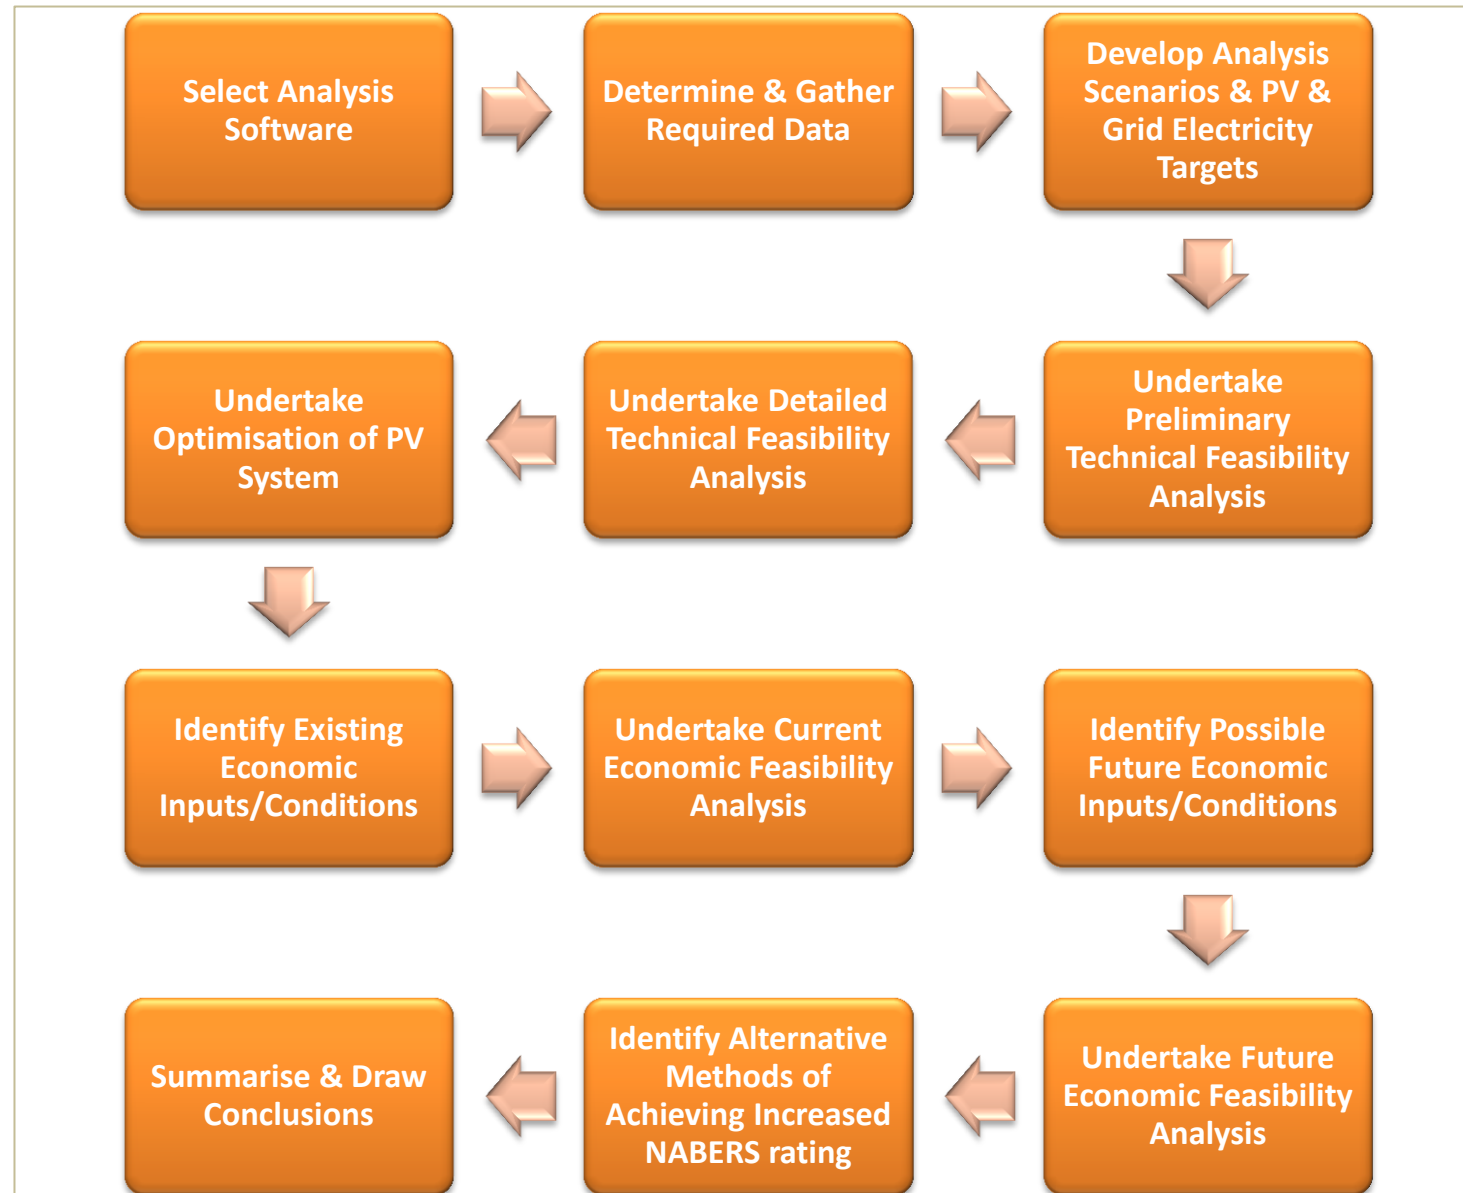 Select Analysis
Software
Determine & Gather
Required Data
Develop Analysis
Scenarios & PV &
Grid Electricity
Targets
Undertake
Preliminary
Technical Feasibility
Analysis
Undertake Detailed
Technical Feasibility
Analysis
Undertake
Optimisation of PV
System
Identify Existing
Economic
Inputs/Conditions
Undertake Current
Economic Feasibility
Analysis
Identify Possible
Future Economic
Inputs/Conditions
Undertake Future
Economic Feasibility
Analysis
Identify Alternative
Methods of
Achieving Increased
NABERS rating
Summarise & Draw
Conclusions